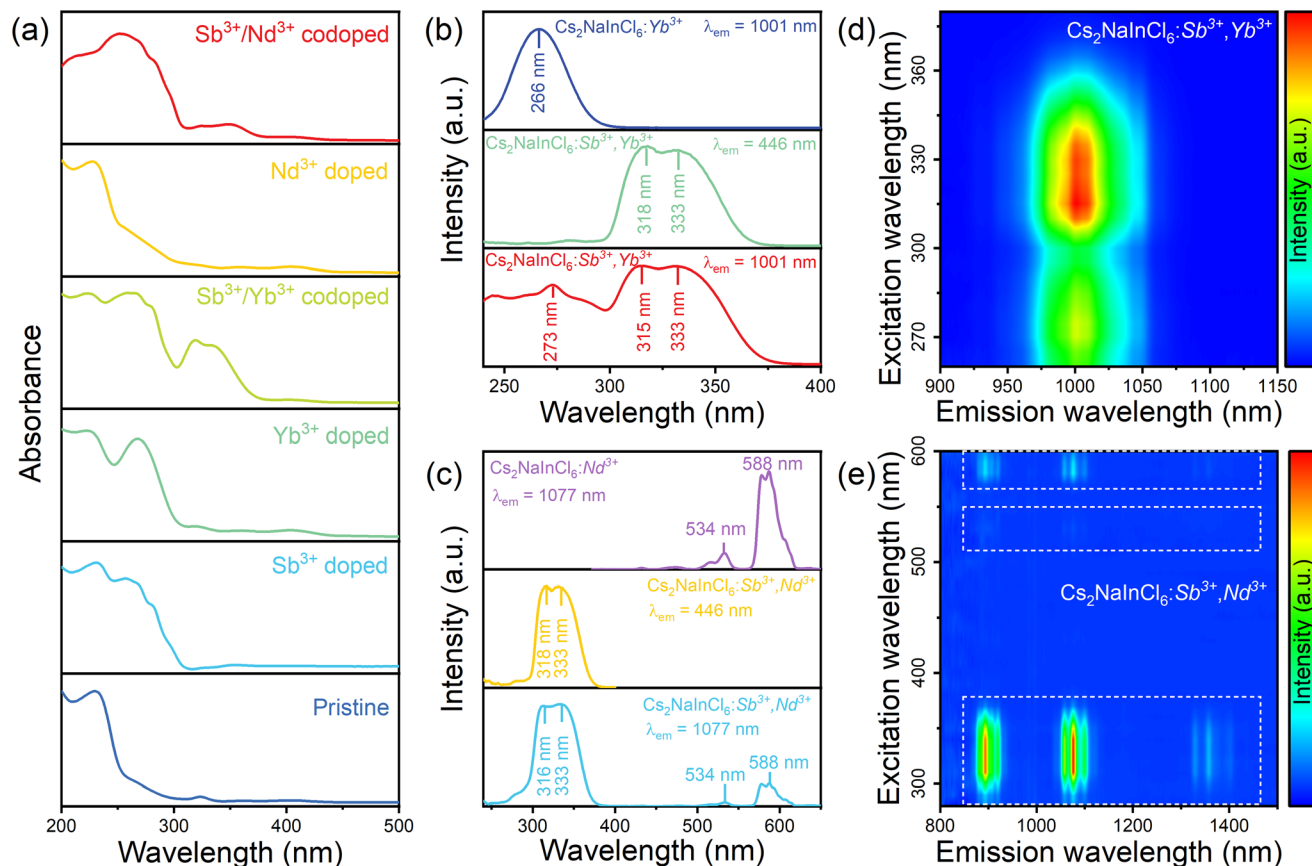 (a)
Sb³⁺/Nd³⁺ codoped
Nd³⁺ doped
Sb³⁺/Yb³⁺ codoped
Yb³⁺ doped
Sb³⁺ doped
Pristine
Absorbance
200 300 400 500
Wavelength (nm)
(b)
Cs₂NaInCl₆:Yb³⁺ λem = 1001 nm
266 nm
Cs₂NaInCl₆:Sb³⁺,Yb³⁺ λem = 446 nm
318 nm
333 nm
Cs₂NaInCl₆:Sb³⁺,Yb³⁺ λem = 1001 nm
273 nm
315 nm
333 nm
Intensity (a.u.)
250 300 350 400
Wavelength (nm)
(c)
Cs₂NaInCl₆:Nd³⁺
λem = 1077 nm
534 nm
588 nm
Cs₂NaInCl₆:Sb³⁺,Nd³⁺
λem = 446 nm
318 nm
333 nm
Cs₂NaInCl₆:Sb³⁺,Nd³⁺
λem = 1077 nm
316 nm
333 nm
534 nm
588 nm
Intensity (a.u.)
300 400 500 600
Wavelength (nm)
(d)
Cs₂NaInCl₆:Sb³⁺,Yb³⁺
Excitation wavelength (nm)
360
330
300
270
900 950 1000 1050 1100 1150
Emission wavelength (nm)
Intensity (a.u.)
(e)
Cs₂NaInCl₆:Sb³⁺,Nd³⁺
Excitation wavelength (nm)
600
500
400
300
800 1000 1200 1400
Emission wavelength (nm)
Intensity (a.u.)